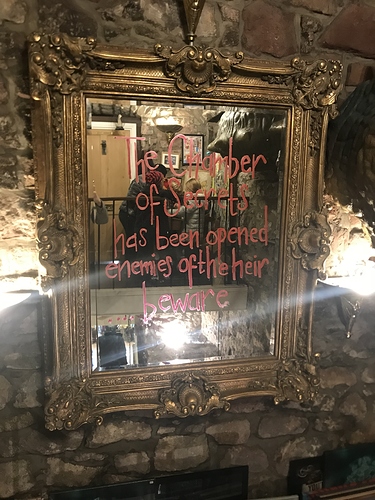 The Chamber
of Secrets
has been opened
enemies of the heir
.....beware